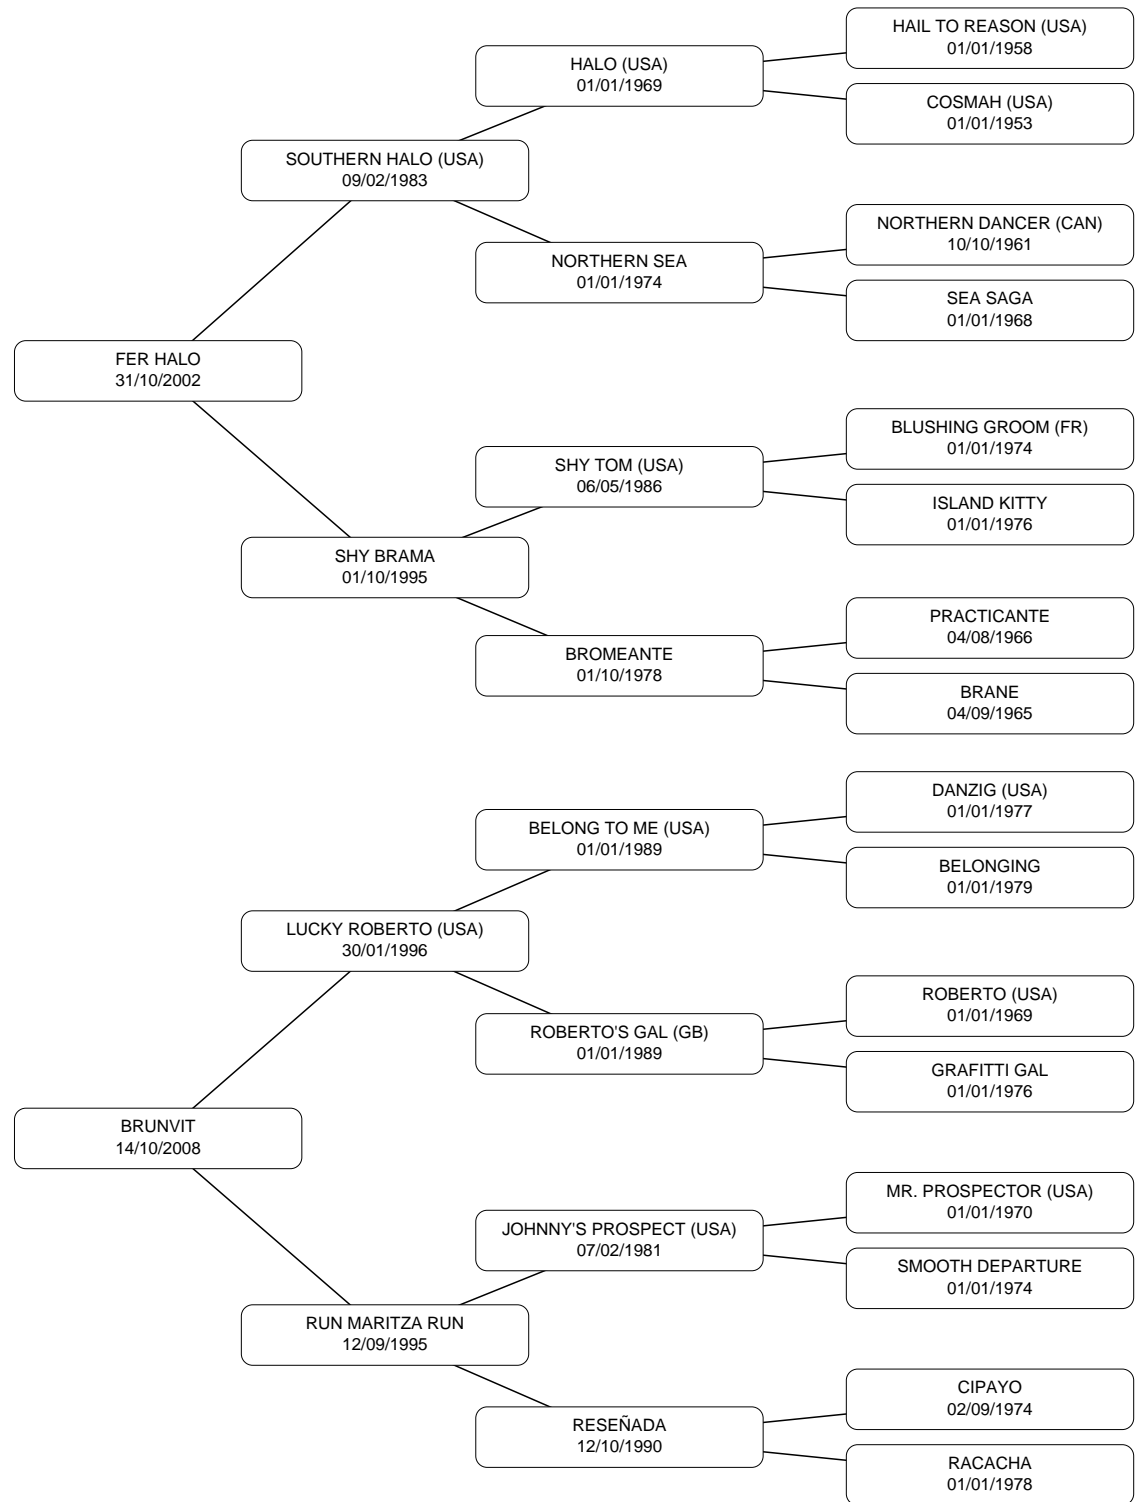 HAIL TO REASON (USA)
01/01/1958
HALO (USA)
01/01/1969
COSMAH (USA)
01/01/1953
SOUTHERN HALO (USA)
09/02/1983
NORTHERN DANCER (CAN)
10/10/1961
NORTHERN SEA
01/01/1974
SEA SAGA
01/01/1968
FER HALO
31/10/2002
BLUSHING GROOM (FR)
01/01/1974
SHY TOM (USA)
06/05/1986
ISLAND KITTY
01/01/1976
SHY BRAMA
01/10/1995
PRACTICANTE
04/08/1966
BROMEANTE
01/10/1978
BRANE
04/09/1965
DANZIG (USA)
01/01/1977
BELONG TO ME (USA)
01/01/1989
BELONGING
01/01/1979
LUCKY ROBERTO (USA)
30/01/1996
ROBERTO (USA)
01/01/1969
ROBERTO'S GAL (GB)
01/01/1989
GRAFITTI GAL
01/01/1976
BRUNVIT
14/10/2008
MR. PROSPECTOR (USA)
01/01/1970
JOHNNY'S PROSPECT (USA)
07/02/1981
SMOOTH DEPARTURE
01/01/1974
RUN MARITZA RUN
12/09/1995
CIPAYO
02/09/1974
RESEÑADA
12/10/1990
RACACHA
01/01/1978